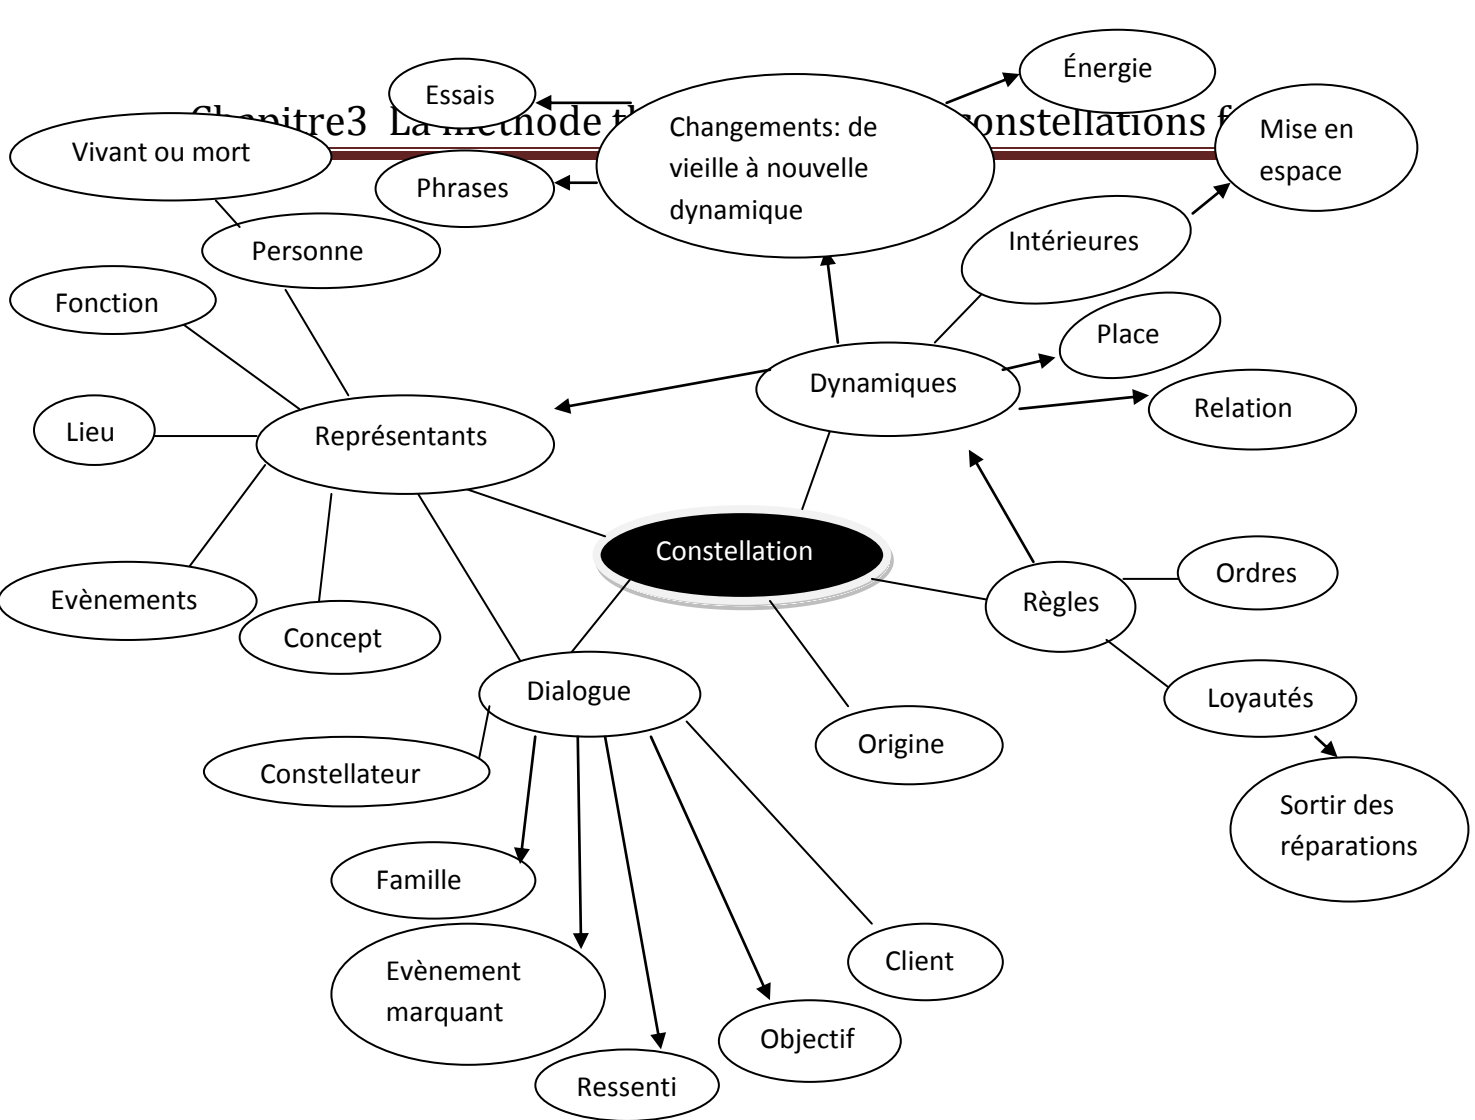 Énergie
Essais
Chapitre3 La méthode
constellations
Changements: de
vieille à nouvelle
dynamique
Mise en
espace
Vivant ou mort
Phrases
Personne
Intérieures
Fonction
Place
Dynamiques
Relation
Lieu
Représentants
Constellation
Ordres
Evènements
Règles
Concept
Dialogue
Loyautés
Origine
Constellateur
Sortir des
réparations
Famille
Client
Evènement
marquant
Objectif
Ressenti